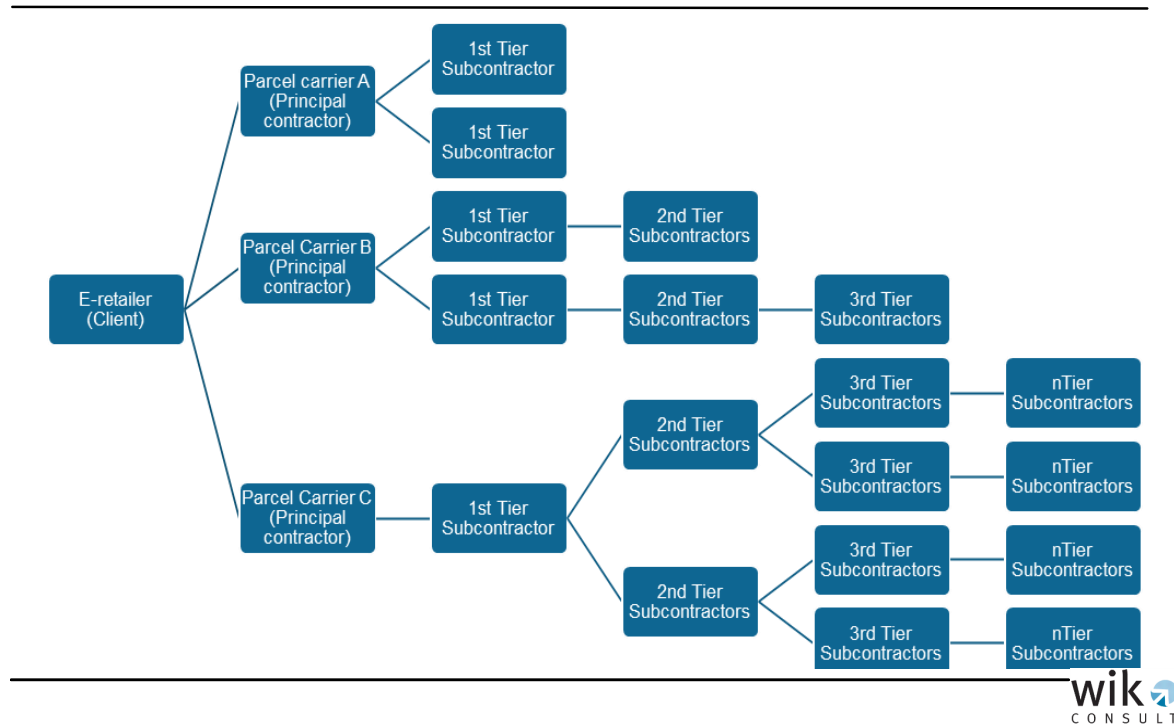 1st Tier
Subcontractor
Parcel carrier A
(Principal
contractor)
1st Tier
Subcontractor
1st Tier
Subcontractor
2nd Tier
Subcontractors
Parcel Carrier B
(Principal
contractor)
E-retailer
(Client)
1st Tier
Subcontractor
2nd Tier
Subcontractors
3rd Tier
Subcontractors
3rd Tier
Subcontractors
nTier
Subcontractors
2nd Tier
Subcontractors
3rd Tier
Subcontractors
nTier
Subcontractors
Parcel Carrier C
(Principal
contractor)
1st Tier
Subcontractor
3rd Tier
Subcontractors
nTier
Subcontractors
2nd Tier
Subcontractors
3rd Tier
Subcontractors
nTier
Subcontractors
wik
CONSULT